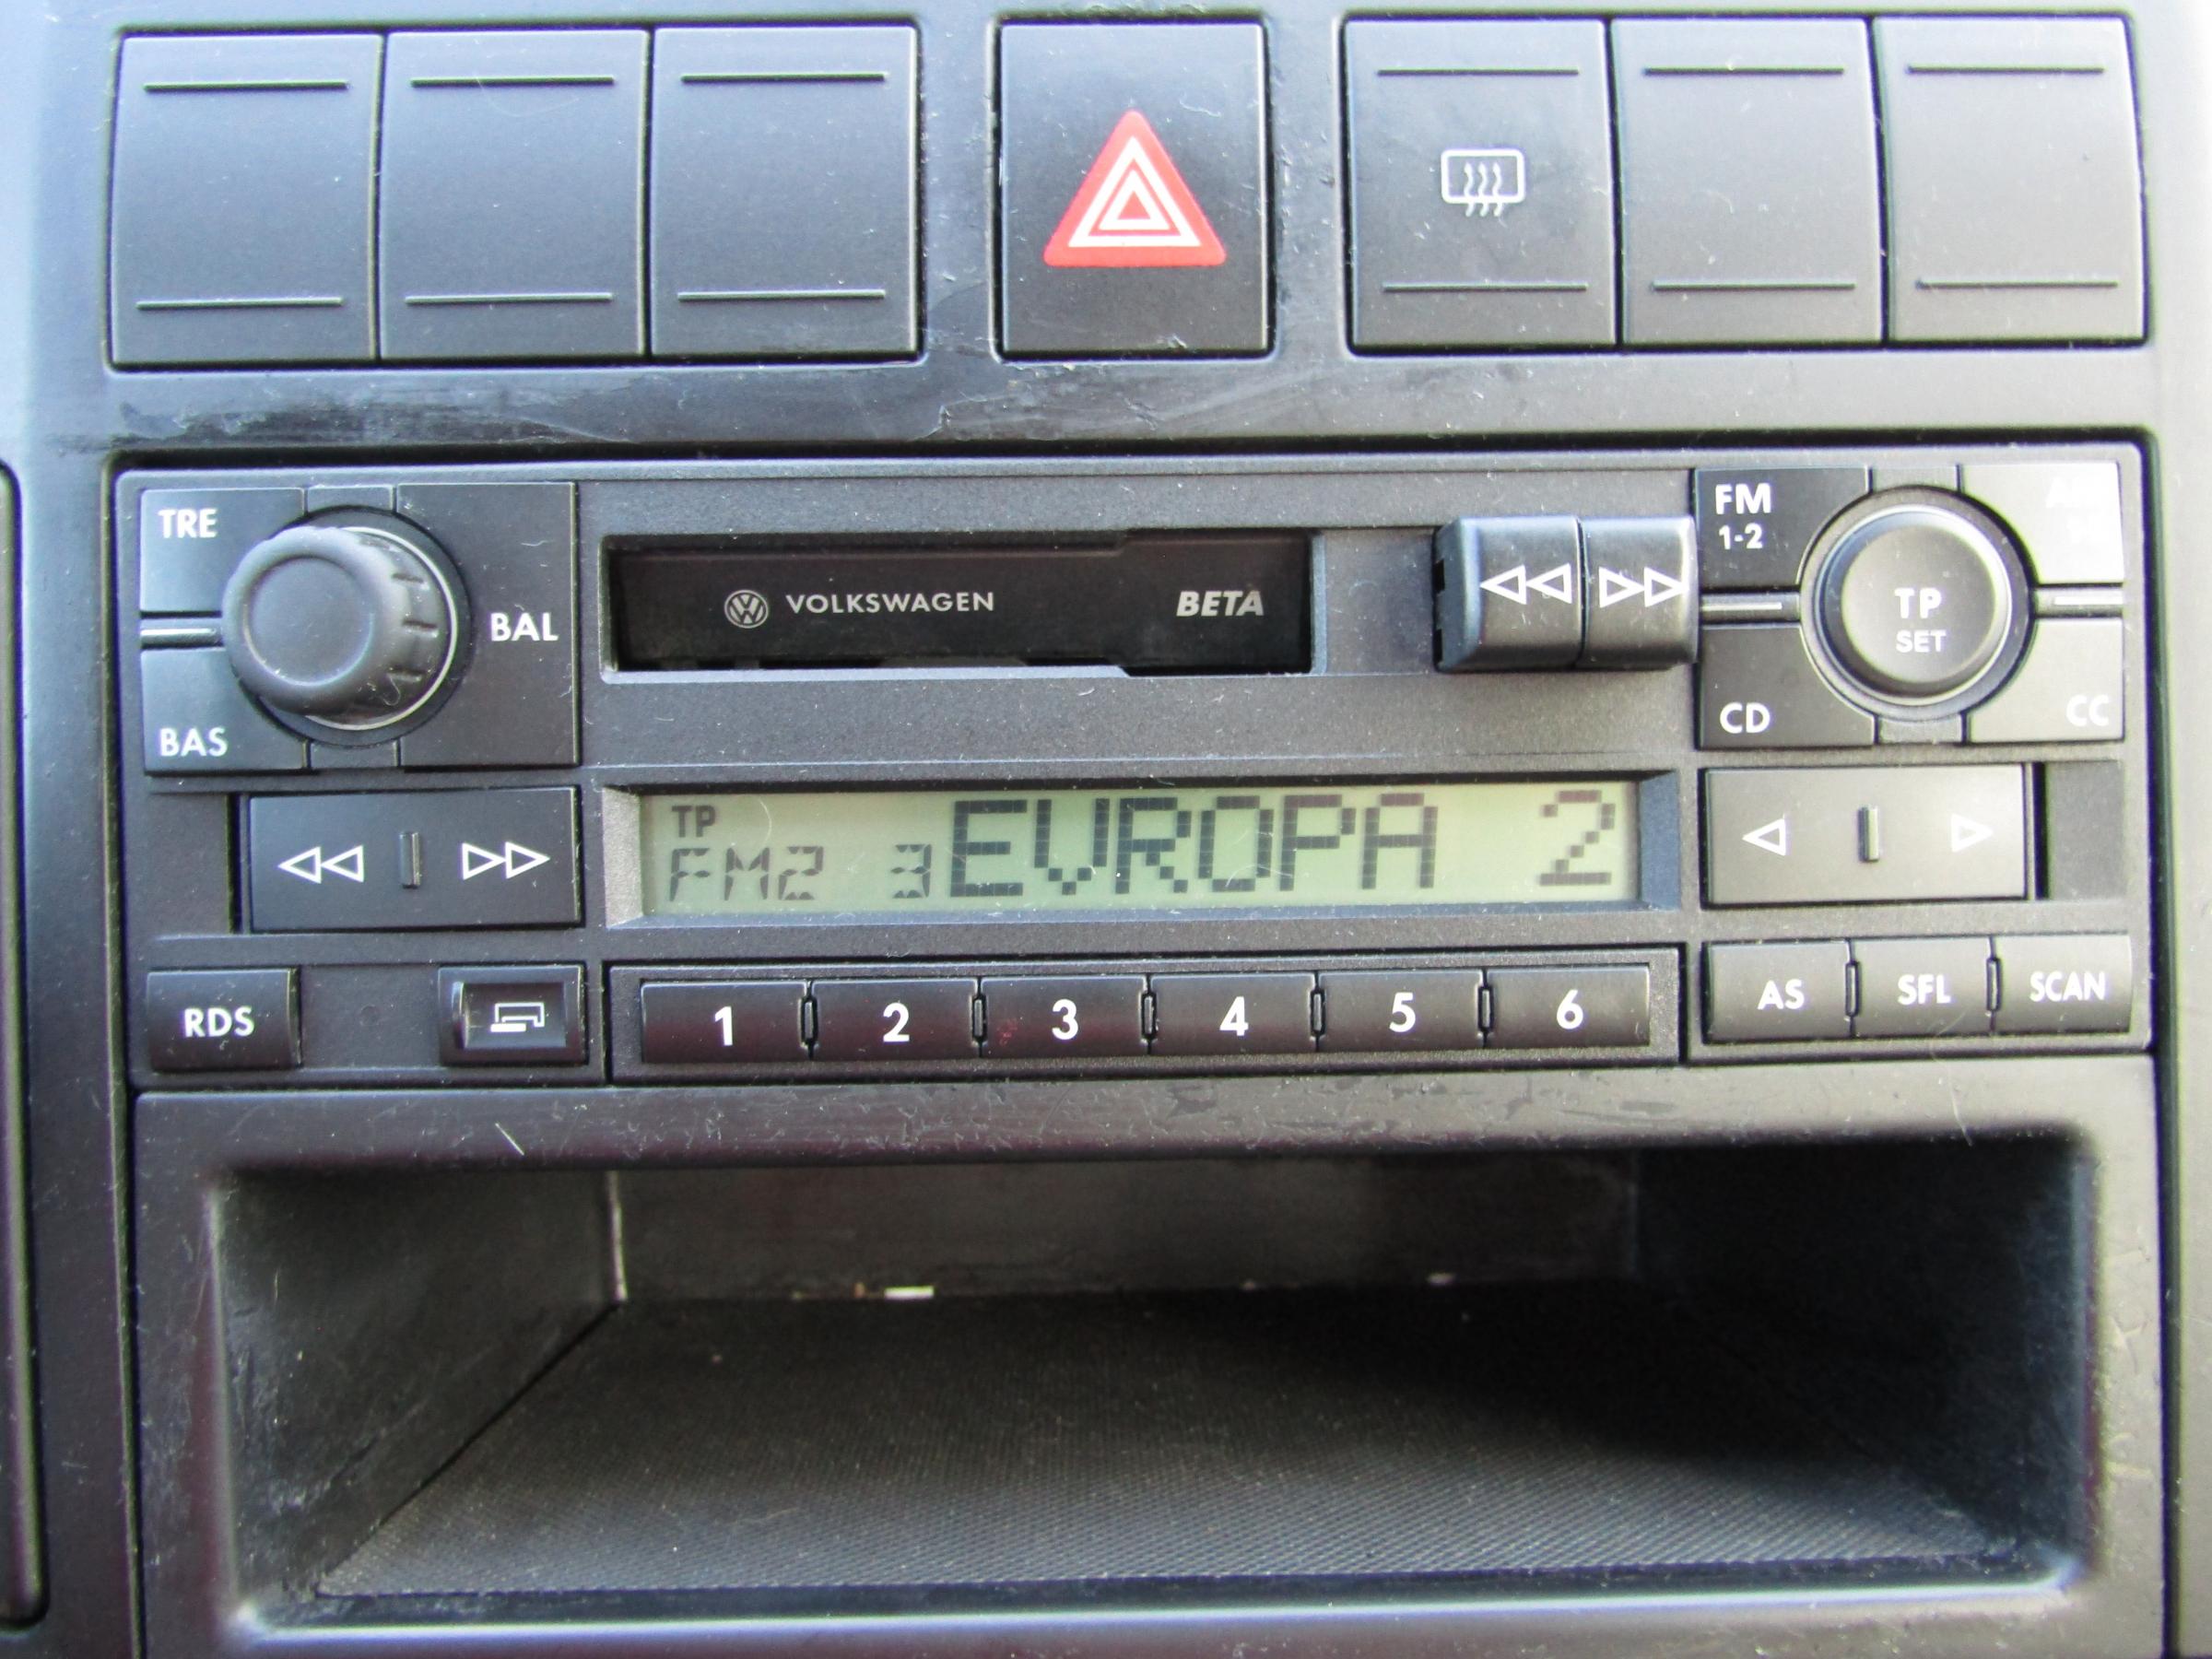 TRE
BAL
BAS
VOLKSWAGEN BETA
FM
1-2
TP
SET
CD
CC
TP
FM2 3 EVROPA 2
RDS
1 2 3 4 5 6
AS SFL SCAN